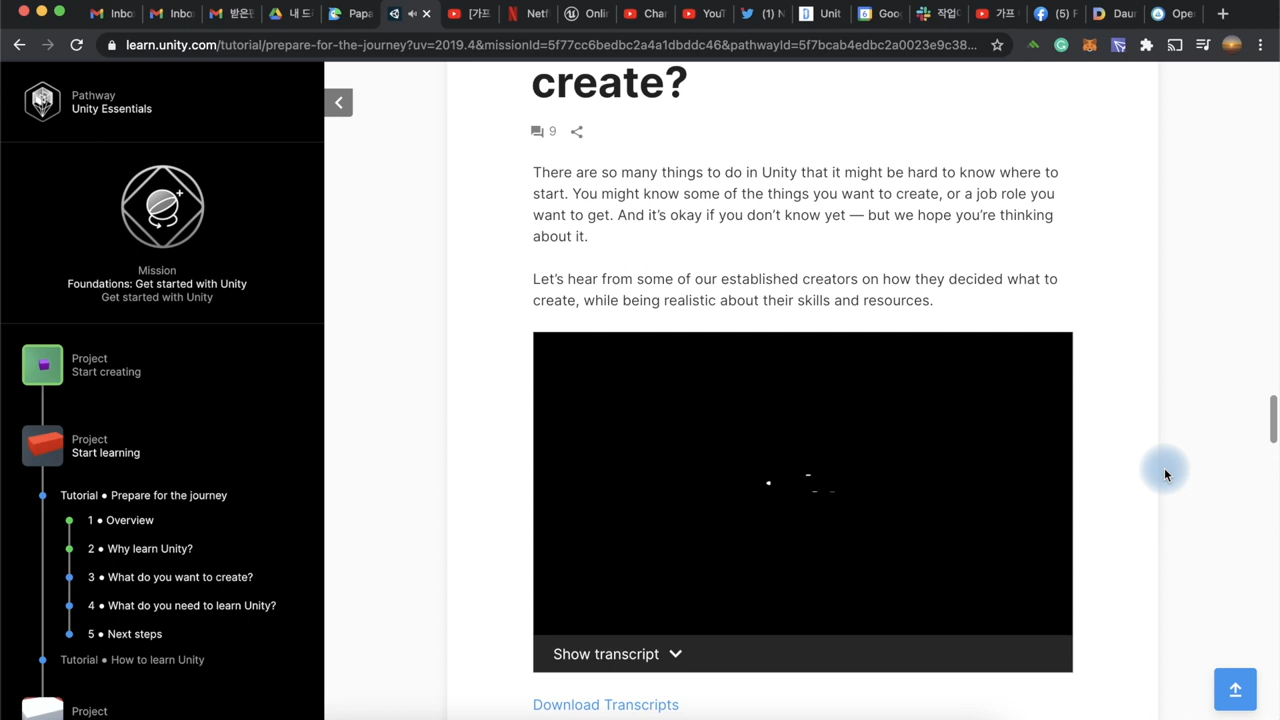 Inbo
Inbo
받은편
내 드
Papa
[가프
Netf
Onlin
Char
YouT
(1) N
Unit
Goo
작업
가프
(5) F
Daur
Ope
learn.unity.com/tutorial/prepare-for-the-journey?uv=2019.4&missionId=5f77cc6bedbc2a4a1dbddc46&pathwayId=5f7bcab4edbc2a0023e9c38...
Pathway
Unity Essentials
Mission
Foundations: Get started with Unity
Get started with Unity
Project
Start creating
Project
Start learning
Tutorial ● Prepare for the journey
1 ● Overview
2 ● Why learn Unity?
3 ● What do you want to create?
4 ● What do you need to learn Unity?
5 ● Next steps
Tutorial ● How to learn Unity
Project
create?
9
There are so many things to do in Unity that it might be hard to know where to
start. You might know some of the things you want to create, or a job role you
want to get. And it's okay if you don't know yet — but we hope you're thinking
about it.
Let's hear from some of our established creators on how they decided what to
create, while being realistic about their skills and resources.
Show transcript
Download Transcripts